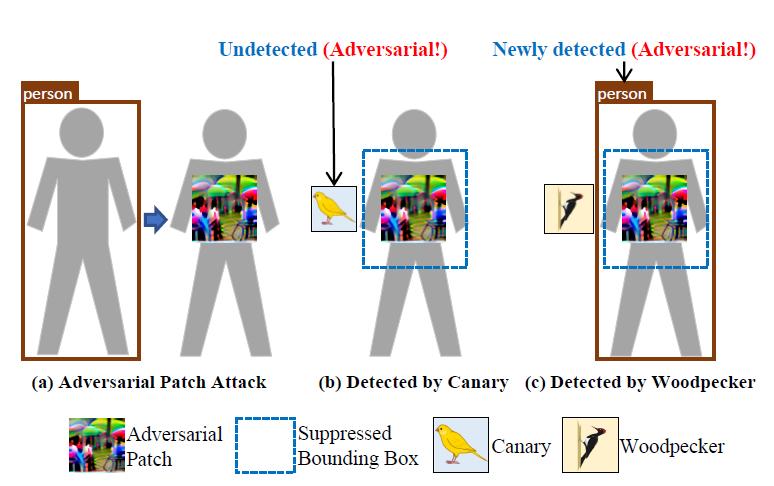 Undetected (Adversarial!)
Newly detected (Adversarial!)
person
person
(a) Adversarial Patch Attack
(b) Detected by Canary
(c) Detected by Woodpecker
Adversarial
Patch
Suppressed
Bounding Box
Canary
Woodpecker